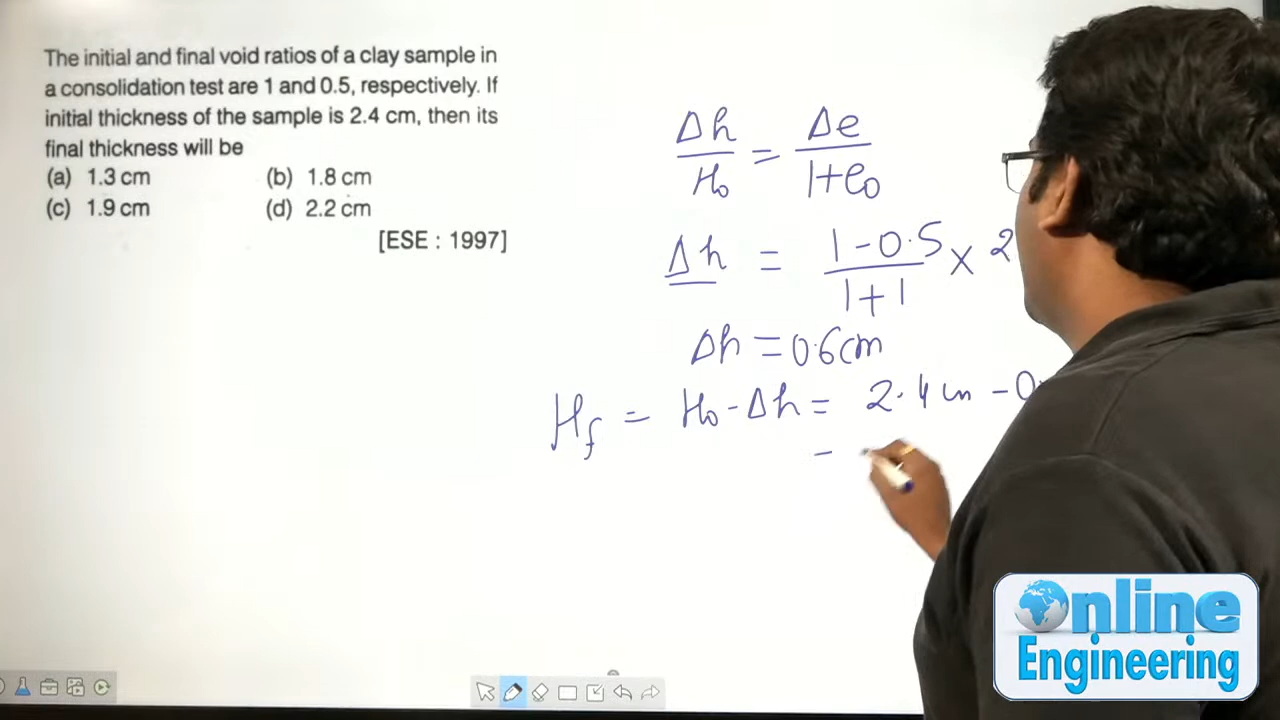 The initial and final void ratios of a clay sample in
a consolidation test are 1 and 0.5, respectively. If
initial thickness of the sample is 2.4 cm, then its
final thickness will be
(a) 1.3 cm (b) 1.8 cm
(c) 1.9 cm (d) 2.2 cm
[ESE : 1997]
Δh/H₀ = Δe/1+e₀
Δh = 1-0.5/1+1 × 2
Δh = 0.6cm
H_f = H₀-Δh = 2.4cm - 0
-
Online
Engineering